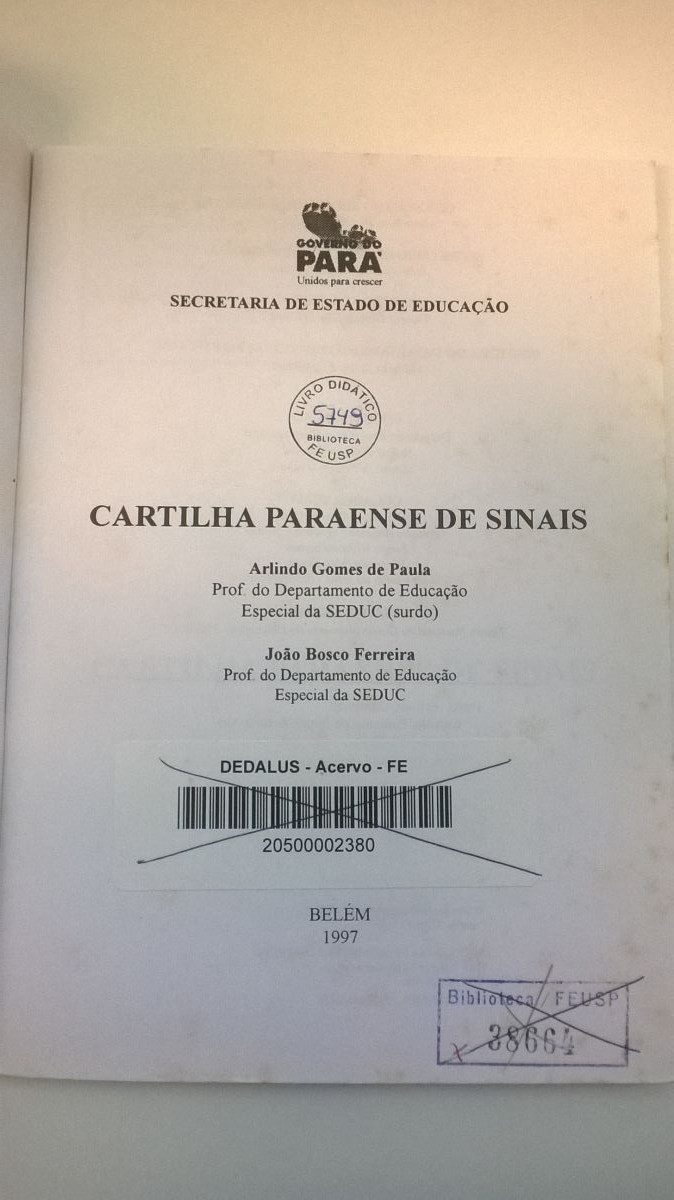 GOVERNO DO
PARÁ
Unidos para crescer
SECRETARIA DE ESTADO DE EDUCAÇÃO
LIVRO DIDÁTICO
5749
BIBLIOTECA
FE USP
CARTILHA PARAENSE DE SINAIS
Arlindo Gomes de Paula
Prof. do Departamento de Educação
Especial da SEDUC (surdo)
João Bosco Ferreira
Prof. do Departamento de Educação
Especial da SEDUC
DEDALUS - Acervo - FE
20500002380
BELÉM
1997
Biblioteca / FEUSP
38664